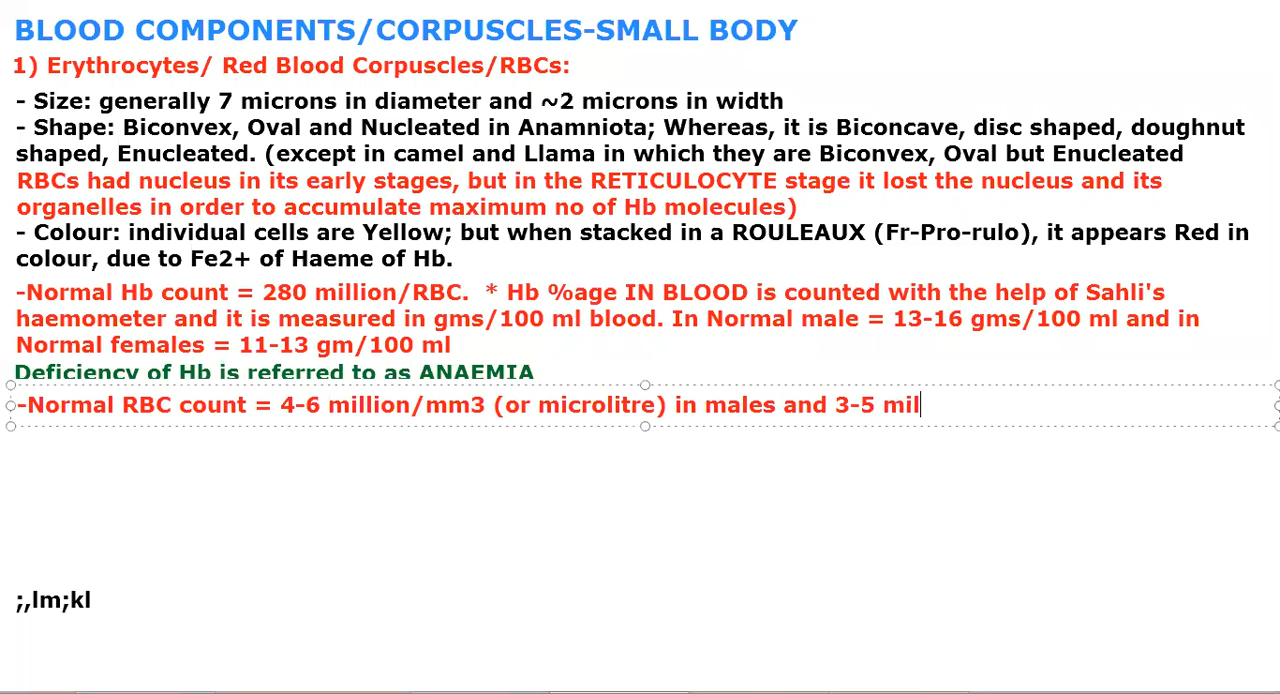 BLOOD COMPONENTS/CORPUSCLES-SMALL BODY
1) Erythrocytes/ Red Blood Corpuscles/RBCs:
- Size: generally 7 microns in diameter and ~2 microns in width
- Shape: Biconvex, Oval and Nucleated in Anamniota; Whereas, it is Biconcave, disc shaped, doughnut
shaped, Enucleated. (except in camel and Llama in which they are Biconvex, Oval but Enucleated
RBCs had nucleus in its early stages, but in the RETICULOCYTE stage it lost the nucleus and its
organelles in order to accumulate maximum no of Hb molecules)
- Colour: individual cells are Yellow; but when stacked in a ROULEAUX (Fr-Pro-rulo), it appears Red in
colour, due to Fe2+ of Haeme of Hb.
-Normal Hb count = 280 million/RBC.  * Hb %age IN BLOOD is counted with the help of Sahli's
haemometer and it is measured in gms/100 ml blood. In Normal male = 13-16 gms/100 ml and in
Normal females = 11-13 gm/100 ml
Deficiency of Hb is referred to as ANAEMIA
-Normal RBC count = 4-6 million/mm3 (or microlitre) in males and 3-5 mil
;,lm;kl